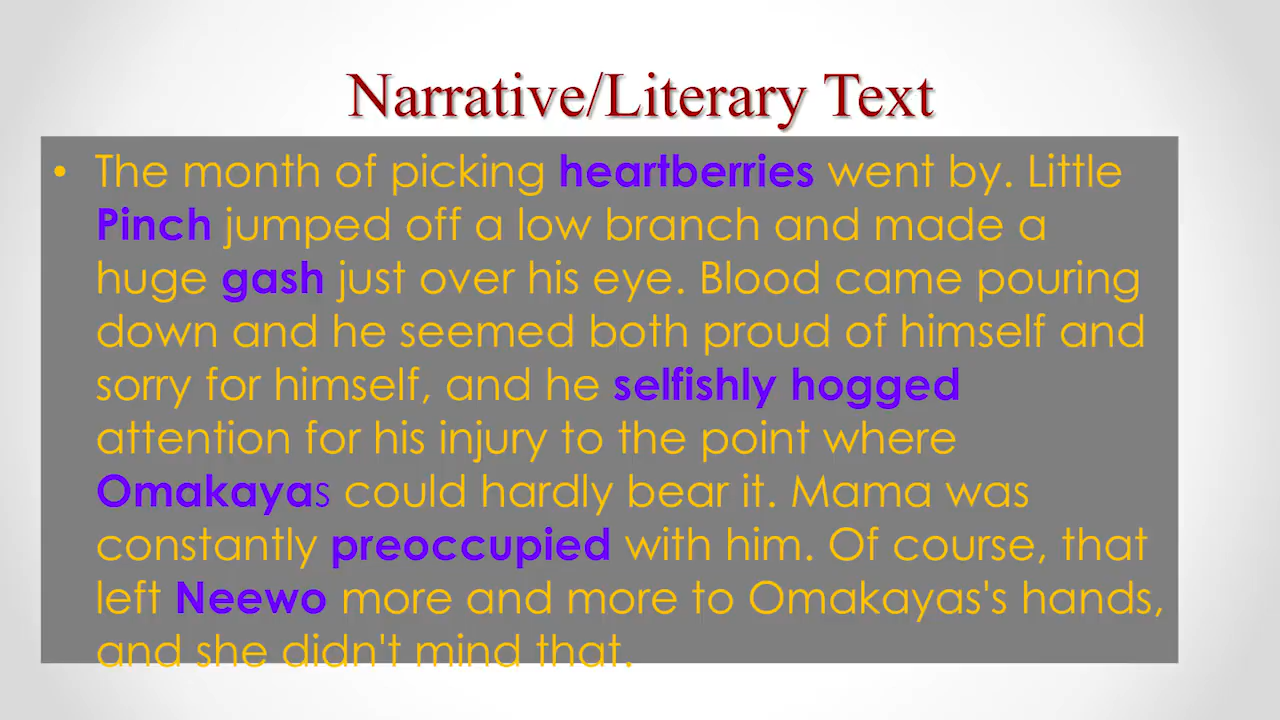 Narrative/Literary Text
• The month of picking heartberries went by. Little
Pinch jumped off a low branch and made a
huge gash just over his eye. Blood came pouring
down and he seemed both proud of himself and
sorry for himself, and he selfishly hogged
attention for his injury to the point where
Omakayas could hardly bear it. Mama was
constantly preoccupied with him. Of course, that
left Neewo more and more to Omakayas's hands,
and she didn't mind that.